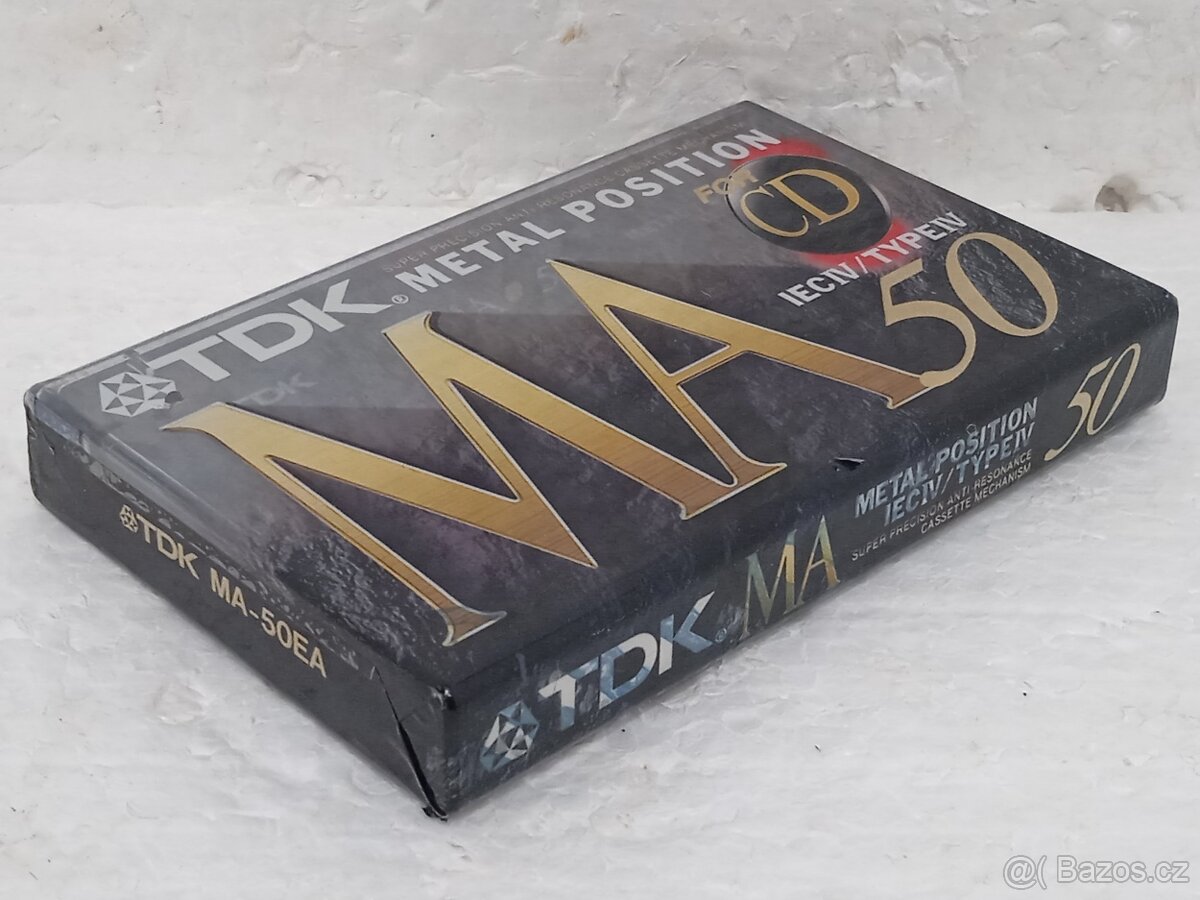 SUPER PRECISION ANTI RESONANCE CASSETTE MECHANISM
TDK® METAL POSITION
FOR CD
IECIV/TYPEIV
MA 50
TDK
TDK MA-50EA
TDK® MA
METAL POSITION
IECIV/TYPEIV
SUPER PRECISION ANTI RESONANCE
CASSETTE MECHANISM
50
@( Bazos.cz